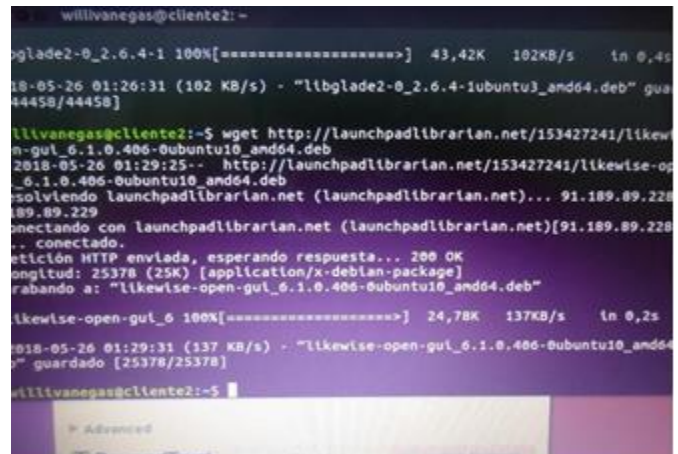 willivanegas@cliente2: ~
oglade2-0_2.6.4-1 100%[===================>] 43,42K 102KB/s in 0,4s
18-05-26 01:26:31 (102 KB/s) - “libglade2-0_2.6.4-1ubuntu3_amd64.deb” gua
44458/44458]
illivanegas@cliente2:~$ wget http://launchpadlibrarian.net/153427241/likewi
n-gui_6.1.0.406-0ubuntu10_amd64.deb
2018-05-26 01:29:25-- http://launchpadlibrarian.net/153427241/likewise-op
_6.1.0.406-0ubuntu10_amd64.deb
esolviendo launchpadlibrarian.net (launchpadlibrarian.net)... 91.189.89.228
189.89.229
onectando con launchpadlibrarian.net (launchpadlibrarian.net)[91.189.89.228
.. conectado.
etición HTTP enviada, esperando respuesta... 200 OK
ongitud: 25378 (25K) [application/x-debian-package]
rabando a: “likewise-open-gui_6.1.0.406-0ubuntu10_amd64.deb”
ikewise-open-gui_6 100%[===================>] 24,78K 137KB/s in 0,2s
2018-05-26 01:29:31 (137 KB/s) - “likewise-open-gui_6.1.0.406-0ubuntu10_amd64
” guardado [25378/25378]
willivanegas@cliente2:~$
Advanced